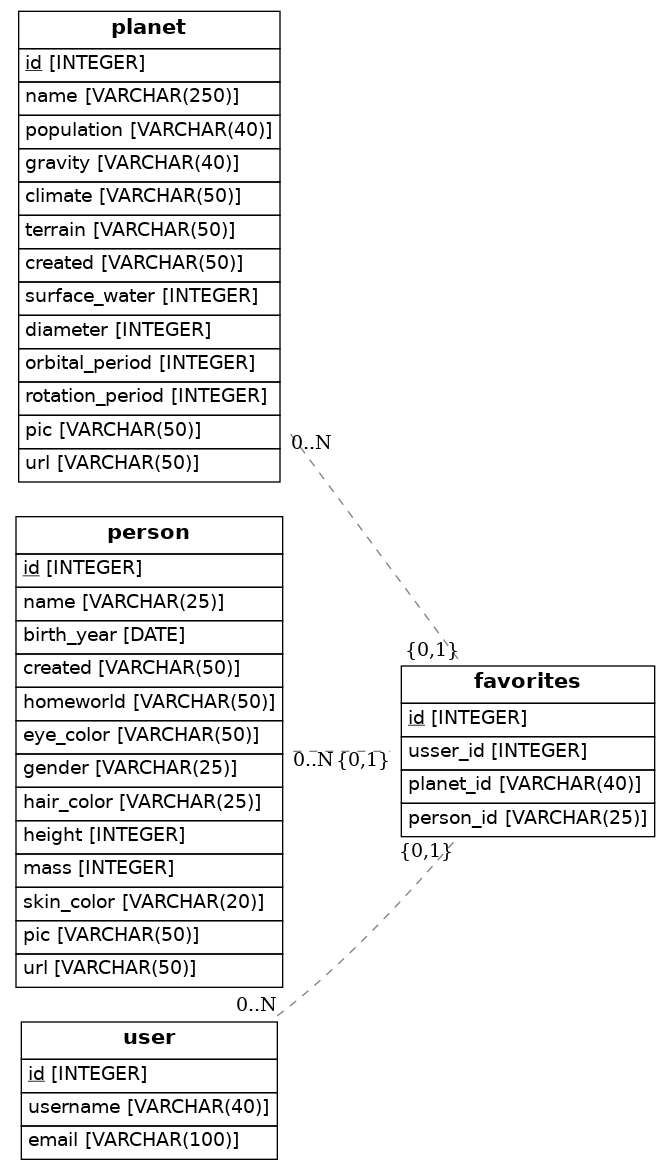 planet
id [INTEGER]
name [VARCHAR(250)]
population [VARCHAR(40)]
gravity [VARCHAR(40)]
climate [VARCHAR(50)]
terrain [VARCHAR(50)]
created [VARCHAR(50)]
surface_water [INTEGER]
diameter [INTEGER]
orbital_period [INTEGER]
rotation_period [INTEGER]
pic [VARCHAR(50)]
url [VARCHAR(50)]
0..N
{0,1}
person
id [INTEGER]
name [VARCHAR(25)]
birth_year [DATE]
created [VARCHAR(50)]
homeworld [VARCHAR(50)]
eye_color [VARCHAR(50)]
gender [VARCHAR(25)]
hair_color [VARCHAR(25)]
height [INTEGER]
mass [INTEGER]
skin_color [VARCHAR(20)]
pic [VARCHAR(50)]
url [VARCHAR(50)]
0..N {0,1}
favorites
id [INTEGER]
usser_id [INTEGER]
planet_id [VARCHAR(40)]
person_id [VARCHAR(25)]
{0,1}
0..N
user
id [INTEGER]
username [VARCHAR(40)]
email [VARCHAR(100)]